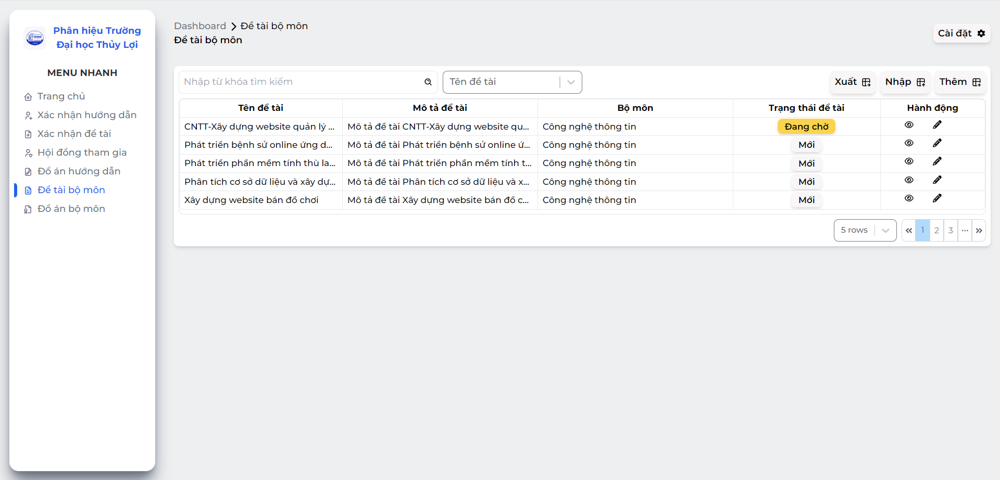 Phân hiệu Trường
Đại học Thủy Lợi
MENU NHANH
Trang chủ
Xác nhận hướng dẫn
Xác nhận đề tài
Hội đồng tham gia
Đồ án hướng dẫn
Đề tài bộ môn
Đồ án bộ môn
Dashboard > Đề tài bộ môn
Đề tài bộ môn
Cài đặt
Nhập từ khóa tìm kiếm
Tên đề tài
Xuất
Nhập
Thêm
Tên đề tài Mô tả đề tài Bộ môn Trạng thái đề tài Hành động
CNTT-Xây dựng website quản lý ... Mô tả đề tài CNTT-Xây dựng website qu... Công nghệ thông tin Đang chờ
Phát triển bệnh sử online ứng d... Mô tả đề tài Phát triển bệnh sử online ứ... Công nghệ thông tin Mới
Phát triển phần mềm tính thù la... Mô tả đề tài Phát triển phần mềm tính t... Công nghệ thông tin Mới
Phân tích cơ sở dữ liệu và xây dự... Mô tả đề tài Phân tích cơ sở dữ liệu và x... Công nghệ thông tin Mới
Xây dựng website bán đồ chơi Mô tả đề tài Xây dựng website bán đồ c... Công nghệ thông tin Mới
5 rows « 1 2 3 ... »